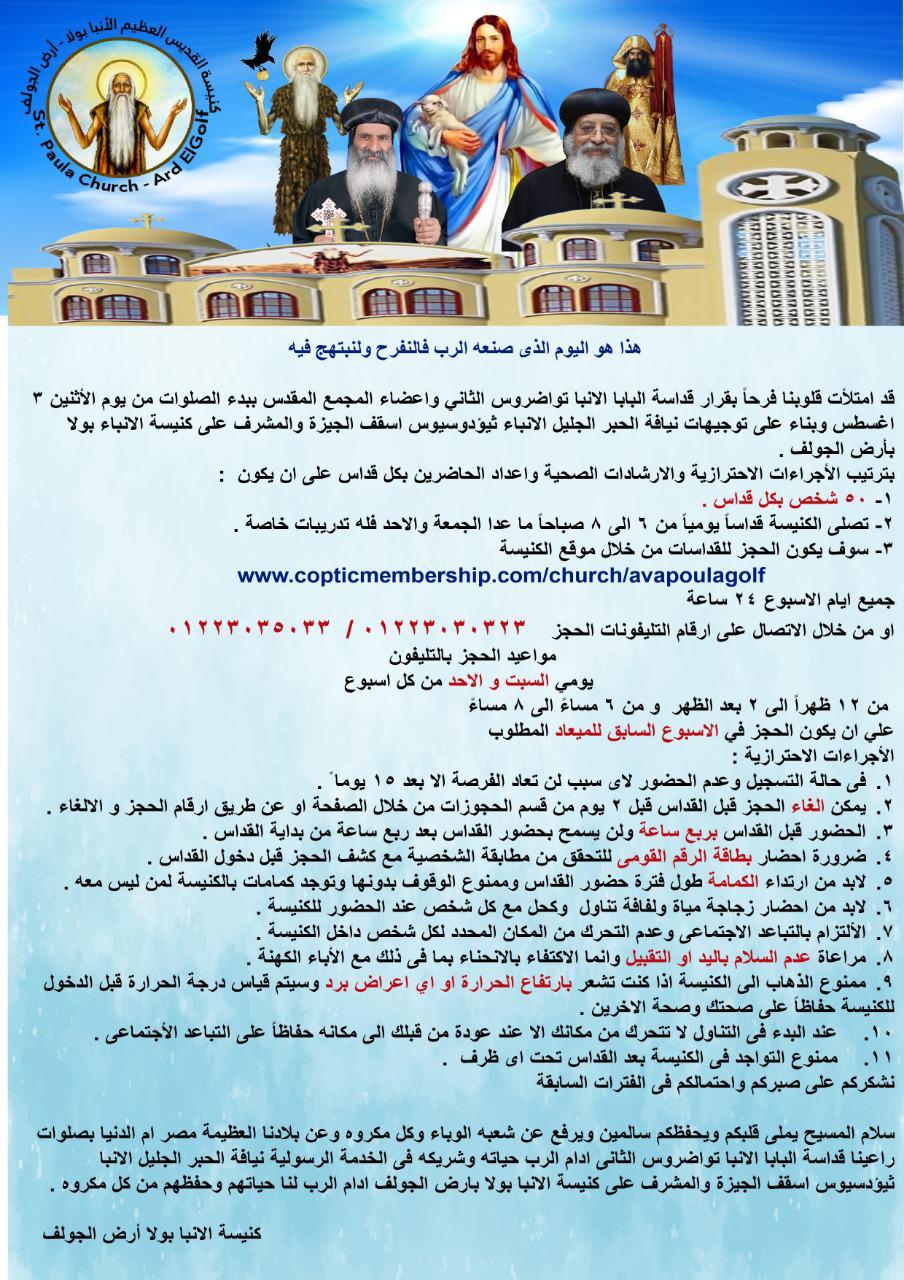 كنيسة القديس العظيم الأنبا بولا - أرض الجولف
St. Paula Church - Ard ElGolf
هذا هو اليوم الذى صنعه الرب فالنفرح ولنبتهج فيه
قد امتلأت قلوبنا فرحاً بقرار قداسة البابا الانبا تواضروس الثاني واعضاء المجمع المقدس ببدء الصلوات من يوم الأثنين ٣
اغسطس وبناء على توجيهات نيافة الحبر الجليل الانباء ثيؤدوسيوس اسقف الجيزة والمشرف على كنيسة الانباء بولا
بأرض الجولف .
بترتيب الأجراءات الاحترازية والارشادات الصحية واعداد الحاضرين بكل قداس على ان يكون :
١- ٥٠ شخص بكل قداس .
٢- تصلى الكنيسة قداساً يومياً من ٦ الى ٨ صباحاً ما عدا الجمعة والاحد فله تدريبات خاصة .
٣- سوف يكون الحجز للقداسات من خلال موقع الكنيسة
www.copticmembership.com/church/avapoulagolf
جميع ايام الاسبوع ٢٤ ساعة
او من خلال الاتصال على ارقام التليفونات الحجز ٠١٢٢٣٠٣٠٣٢٣ / ٠١٢٢٣٠٣٥٠٣٣
مواعيد الحجز بالتليفون
يومي السبت و الاحد من كل اسبوع
من ١٢ ظهراً الى ٢ بعد الظهر و من ٦ مساءً الى ٨ مساءً
علي ان يكون الحجز في الاسبوع السابق للميعاد المطلوب
الأجراءات الاحترازية :
١. فى حالة التسجيل وعدم الحضور لاى سبب لن تعاد الفرصة الا بعد ١٥ يوماً .
٢. يمكن الغاء الحجز قبل القداس قبل ٢ يوم من قسم الحجوزات من خلال الصفحة او عن طريق ارقام الحجز و الالغاء .
٣. الحضور قبل القداس بربع ساعة ولن يسمح بحضور القداس بعد ربع ساعة من بداية القداس .
٤. ضرورة احضار بطاقة الرقم القومى للتحقق من مطابقة الشخصية مع كشف الحجز قبل دخول القداس .
٥. لابد من ارتداء الكمامة طول فترة حضور القداس وممنوع الوقوف بدونها وتوجد كمامات بالكنيسة لمن ليس معه .
٦. لابد من احضار زجاجة مياة ولفافة تناول وكحل مع كل شخص عند الحضور للكنيسة .
٧. الألتزام بالتباعد الاجتماعى وعدم التحرك من المكان المحدد لكل شخص داخل الكنيسة .
٨. مراعاة عدم السلام باليد او التقبيل وانما الاكتفاء بالانحناء بما فى ذلك مع الأباء الكهنة .
٩. ممنوع الذهاب الى الكنيسة اذا كنت تشعر بارتفاع الحرارة او اي اعراض برد وسيتم قياس درجة الحرارة قبل الدخول
للكنيسة حفاظاً على صحتك وصحة الاخرين .
١٠. عند البدء فى التناول لا تتحرك من مكانك الا عند عودة من قبلك الى مكانه حفاظاً على التباعد الأجتماعى .
١١. ممنوع التواجد فى الكنيسة بعد القداس تحت اى ظرف .
نشكركم على صبركم واحتمالكم فى الفترات السابقة
سلام المسيح يملى قلبكم ويحفظكم سالمين ويرفع عن شعبه الوباء وكل مكروه وعن بلادنا العظيمة مصر ام الدنيا بصلوات
راعينا قداسة البابا الانبا تواضروس الثانى ادام الرب حياته وشريكه فى الخدمة الرسولية نيافة الحبر الجليل الانبا
ثيؤدسيوس اسقف الجيزة والمشرف على كنيسة الانبا بولا بارض الجولف ادام الرب لنا حياتهم وحفظهم من كل مكروه .
كنيسة الانبا بولا أرض الجولف